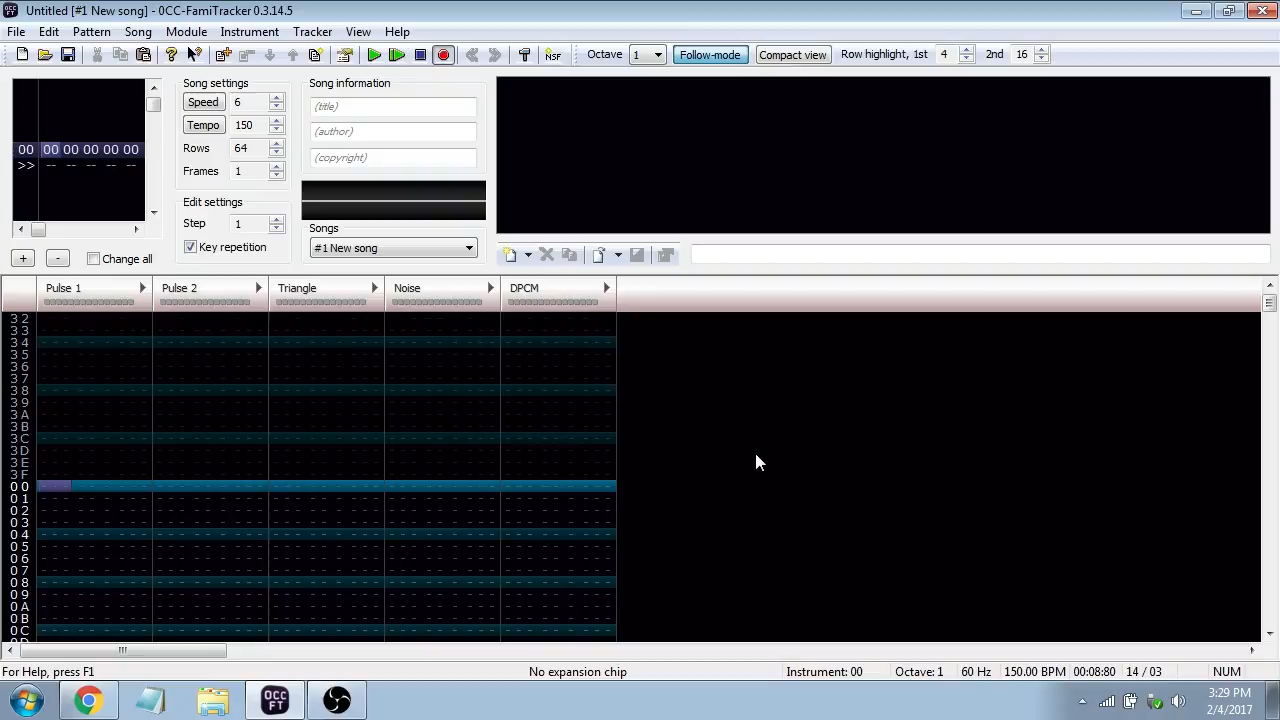 Untitled [#1 New song] - 0CC-FamiTracker 0.3.14.5
File Edit Pattern Song Module Instrument Tracker View Help
NSF Octave 1 Follow-mode Compact view Row highlight, 1st 4 2nd 16
Song settings
Speed 6
Tempo 150
Rows 64
Frames 1
Edit settings
Step 1
Key repetition
Song information
(title)
(author)
(copyright)
Songs
#1 New song
00 00 00 00 00 00
>> -- -- -- -- --
+ - Change all
Pulse 1 Pulse 2 Triangle Noise DPCM
32
33
34
35
36
37
38
39
3A
3B
3C
3D
3E
3F
00
01
02
03
04
05
06
07
08
09
0A
0B
0C
For Help, press F1 No expansion chip Instrument: 00 Octave: 1 60 Hz 150.00 BPM 00:08:80 14 / 03 NUM
0CC
FT
3:29 PM
2/4/2017